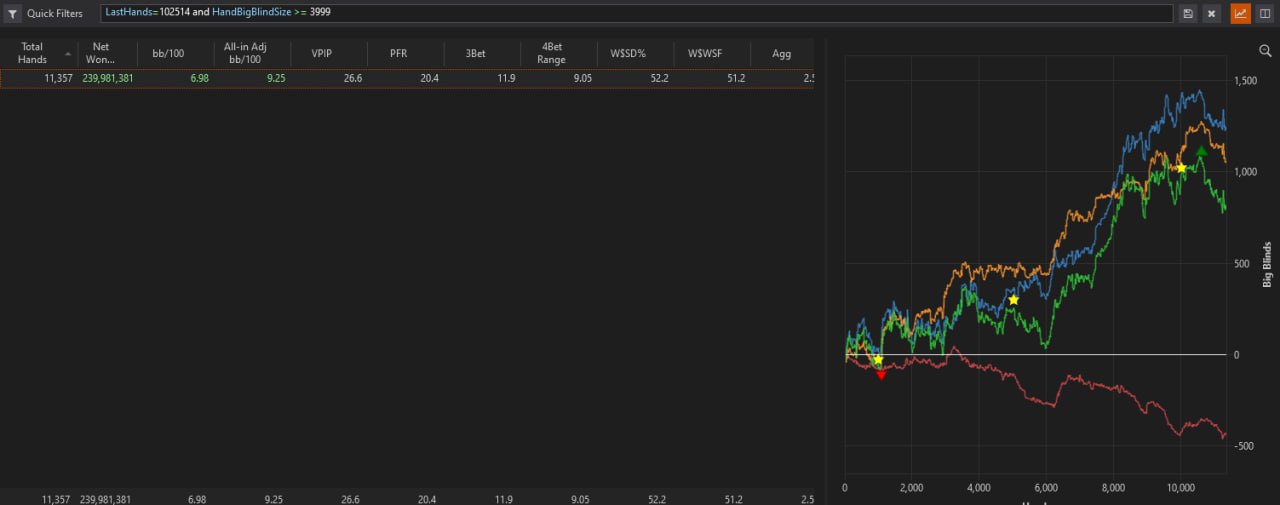 Quick Filters LastHands=102514 and HandBigBlindSize >= 3999
Total Hands Net Won... bb/100 All-in Adj bb/100 VPIP PFR 3Bet 4Bet Range W$SD% W$WSF Agg
11,357 239,981,381 6.98 9.25 26.6 20.4 11.9 9.05 52.2 51.2 2.5
1,500
1,000
500
0
-500
Big Blinds
0 2,000 4,000 6,000 8,000 10,000
11,357 239,981,381 6.98 9.25 26.6 20.4 11.9 9.05 52.2 51.2 2.5